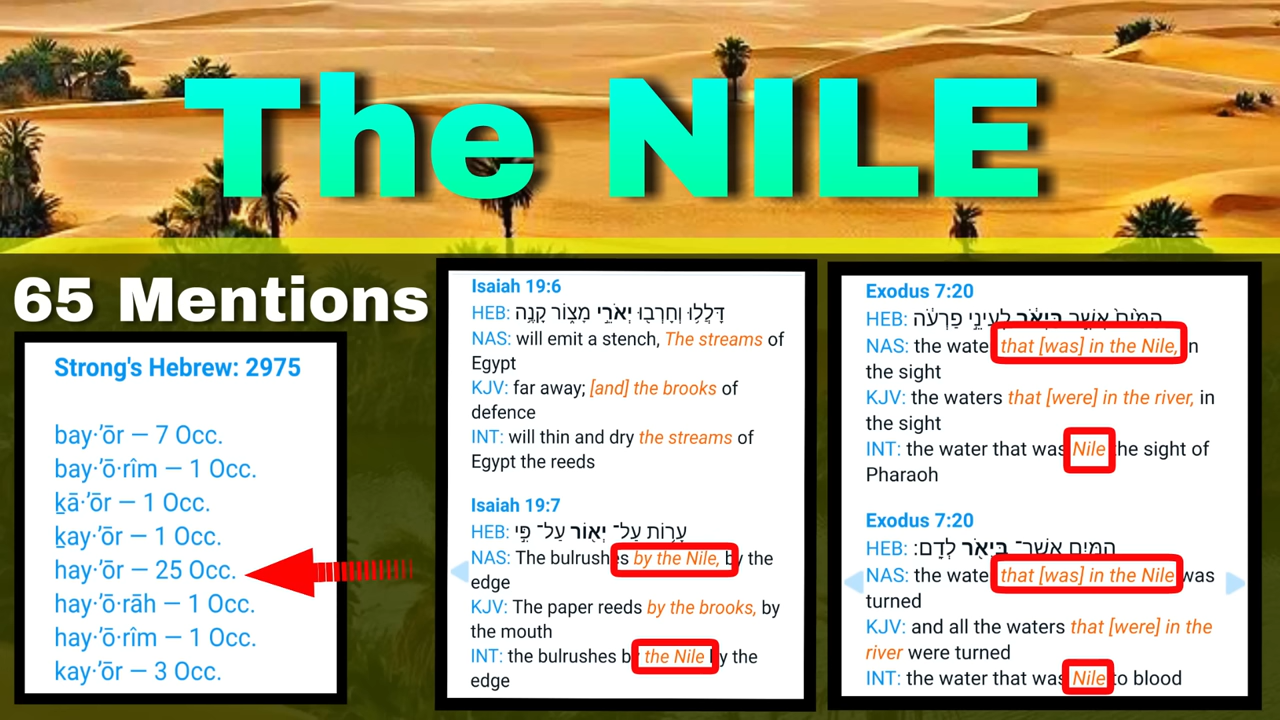 The NILE
65 Mentions
Strong's Hebrew: 2975
bay·’ōr — 7 Occ.
bay·’ō·rîm — 1 Occ.
ḵā·’ōr — 1 Occ.
ḵay·’ōr — 1 Occ.
hay·’ōr — 25 Occ.
hay·’ō·rāh — 1 Occ.
hay·’ō·rîm — 1 Occ.
kay·’ōr — 3 Occ.
Isaiah 19:6
HEB: דָּלֲל֥וּ וְחָרְב֖וּ יְאֹרֵ֣י מָצ֑וֹר קָנֶ֥ה
NAS: will emit a stench, The streams of
Egypt
KJV: far away; [and] the brooks of
defence
INT: will thin and dry the streams of
Egypt the reeds
Isaiah 19:7
HEB: עָר֥וֹת עַל־ יְא֖וֹר עַל־ פִּ֣י
NAS: The bulrushes by the Nile, by the
edge
KJV: The paper reeds by the brooks, by
the mouth
INT: the bulrushes by the Nile by the
edge
Exodus 7:20
HEB: הַמַּ֙יִם֙ אֲשֶׁ֣ר בַּיְאֹ֔ר לְעֵינֵ֣י פַרְעֹ֔ה
NAS: the water that [was] in the Nile, in
the sight
KJV: the waters that [were] in the river, in
the sight
INT: the water that was Nile the sight of
Pharaoh
Exodus 7:20
HEB: הַמַּ֥יִם אֲשֶׁר־ בַּיְאֹ֖ר לְדָֽם׃
NAS: the water that [was] in the Nile was
turned
KJV: and all the waters that [were] in the
river were turned
INT: the water that was Nile to blood